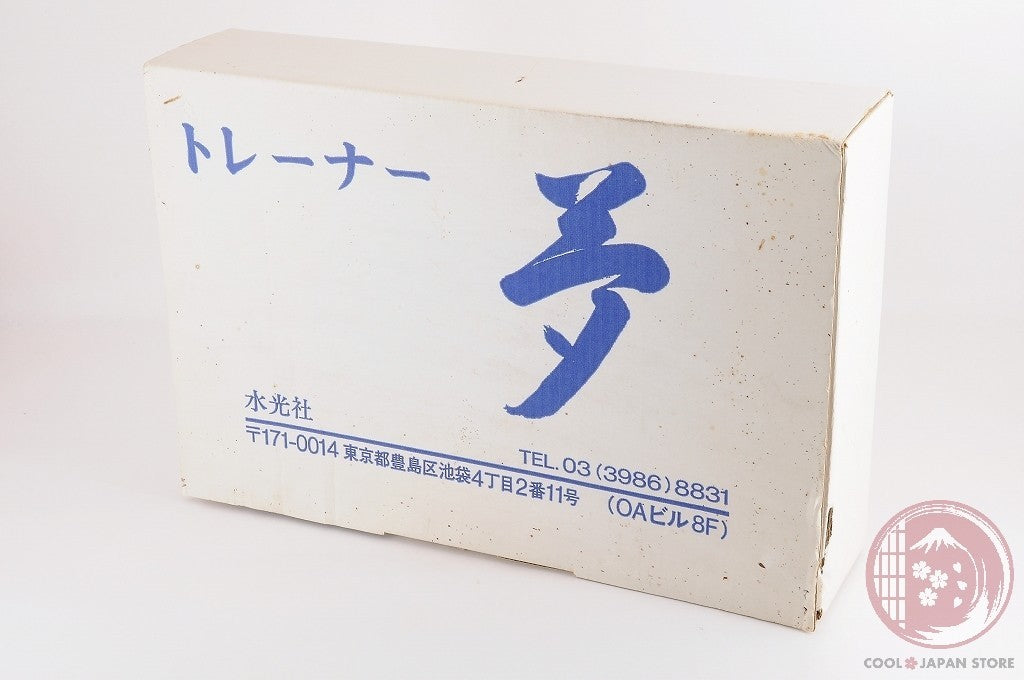 トレーナー
夢
水光社
TEL. 03 (3986) 8831
〒171-0014 東京都豊島区池袋4丁目2番11号 (OAビル8F)
COOL JAPAN STORE